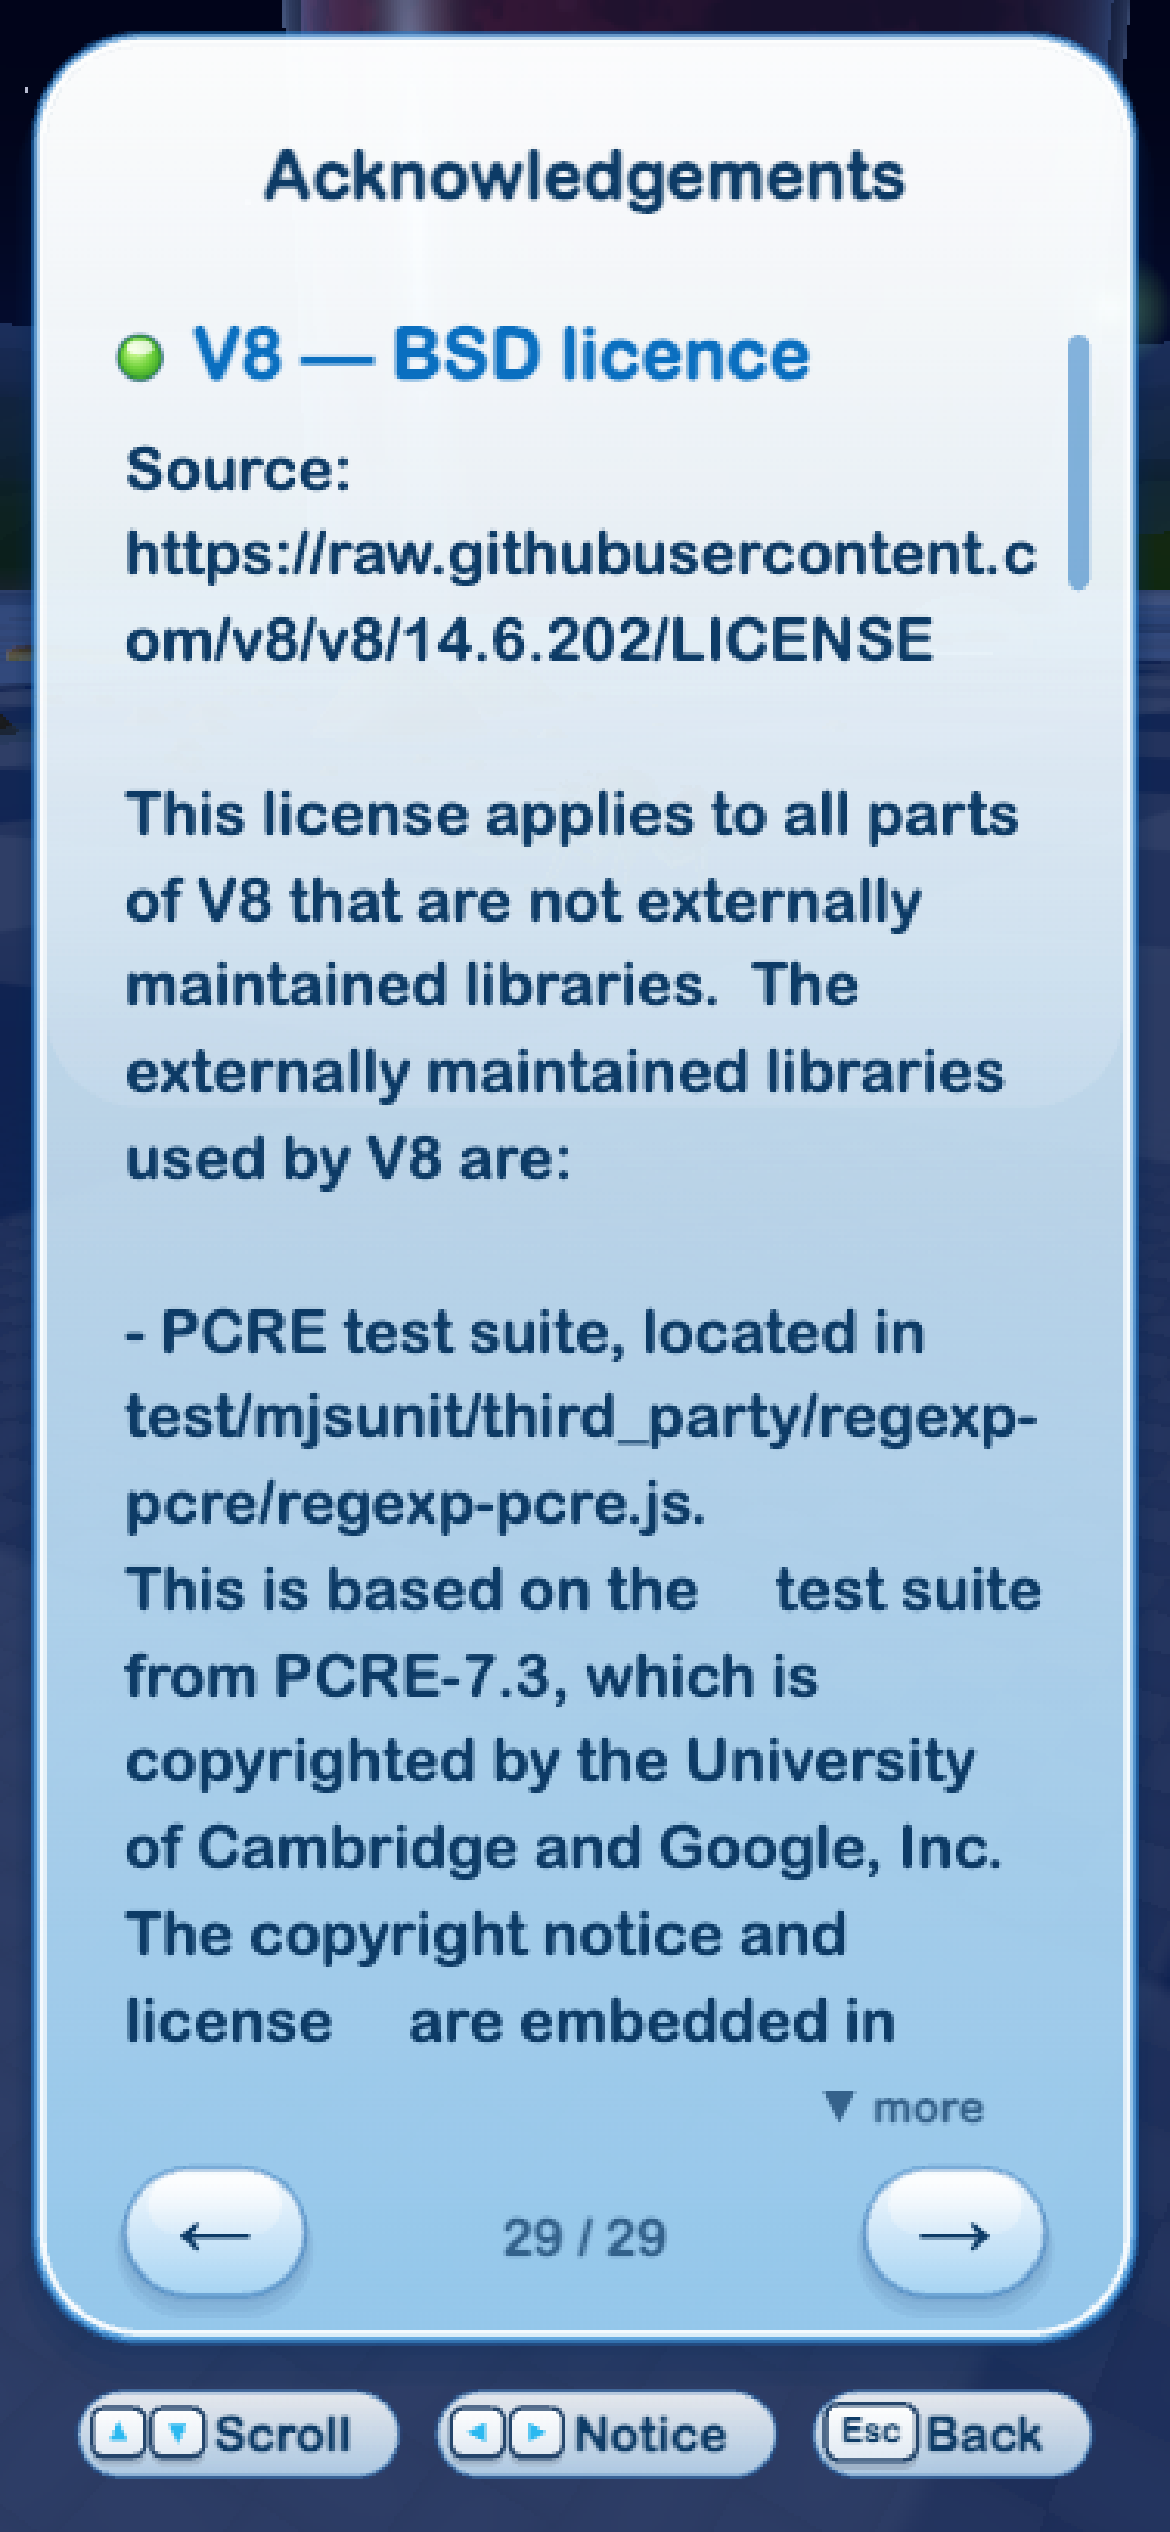 Acknowledgements
V8 — BSD licence
Source:
https://raw.githubusercontent.c
om/v8/v8/14.6.202/LICENSE
This license applies to all parts
of V8 that are not externally
maintained libraries.  The
externally maintained libraries
used by V8 are:
- PCRE test suite, located in
test/mjsunit/third_party/regexp-
pcre/regexp-pcre.js.
This is based on the     test suite
from PCRE-7.3, which is
copyrighted by the University
of Cambridge and Google, Inc.
The copyright notice and
license     are embedded in
▼ more
← 29 / 29 →
▲ ▼ Scroll ◄ ► Notice Esc Back